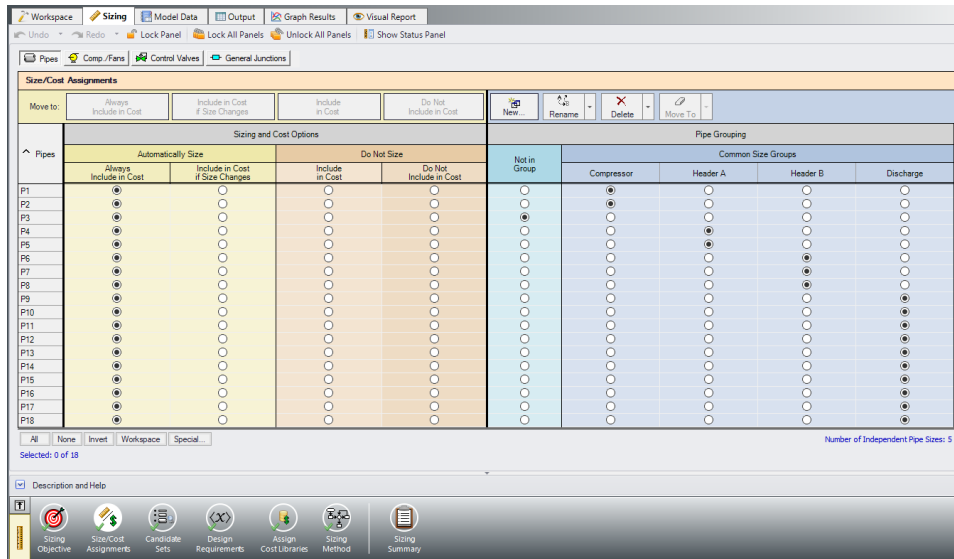 Workspace Sizing Model Data Output Graph Results Visual Report
Undo Redo Lock Panel Lock All Panels Unlock All Panels Show Status Panel
Pipes Comp./Fans Control Valves General Junctions
Size/Cost Assignments
Move to: Always Include in Cost Include in Cost if Size Changes Include in Cost Do Not Include in Cost New... Rename Delete Move To
Sizing and Cost Options Pipe Grouping
^ Pipes Automatically Size Do Not Size Not in Group Common Size Groups
Always Include in Cost Include in Cost if Size Changes Include in Cost Do Not Include in Cost Compressor Header A Header B Discharge
P1
P2
P3
P4
P5
P6
P7
P8
P9
P10
P11
P12
P13
P14
P15
P16
P17
P18
All None Invert Workspace Special... Number of Independent Pipe Sizes: 5
Selected: 0 of 18
Description and Help
Sizing Objective Size/Cost Assignments Candidate Sets Design Requirements Assign Cost Libraries Sizing Method Sizing Summary